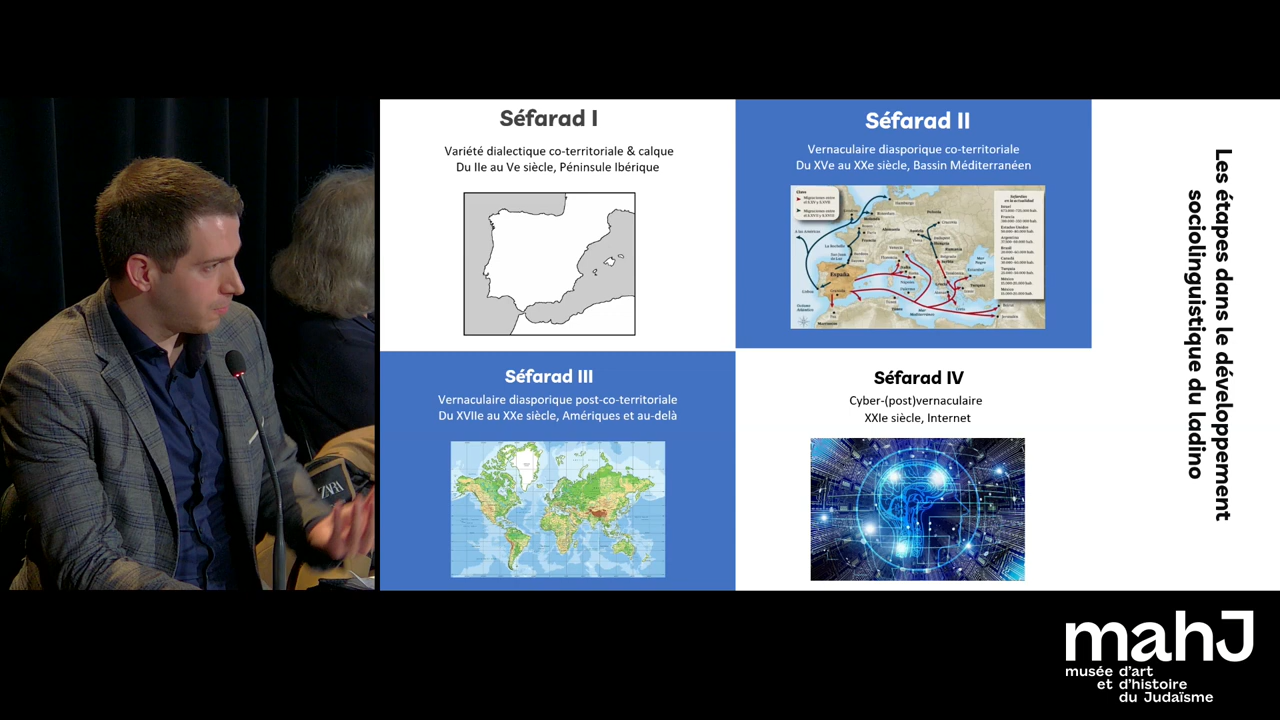 Séfarad I
Variété dialectique co-territoriale & calque
Du IIe au Ve siècle, Péninsule Ibérique
Séfarad II
Vernaculaire diasporique co-territoriale
Du XVe au XXe siècle, Bassin Méditerranéen
España
Séfarad III
Vernaculaire diasporique post-co-territoriale
Du XVIIe au XXe siècle, Amériques et au-delà
Séfarad IV
Cyber-(post)vernaculaire
XXIe siècle, Internet
Les étapes dans le développement
sociolinguistique du ladino
ZARA
mahJ
musée d'art
et d'histoire
du Judaïsme